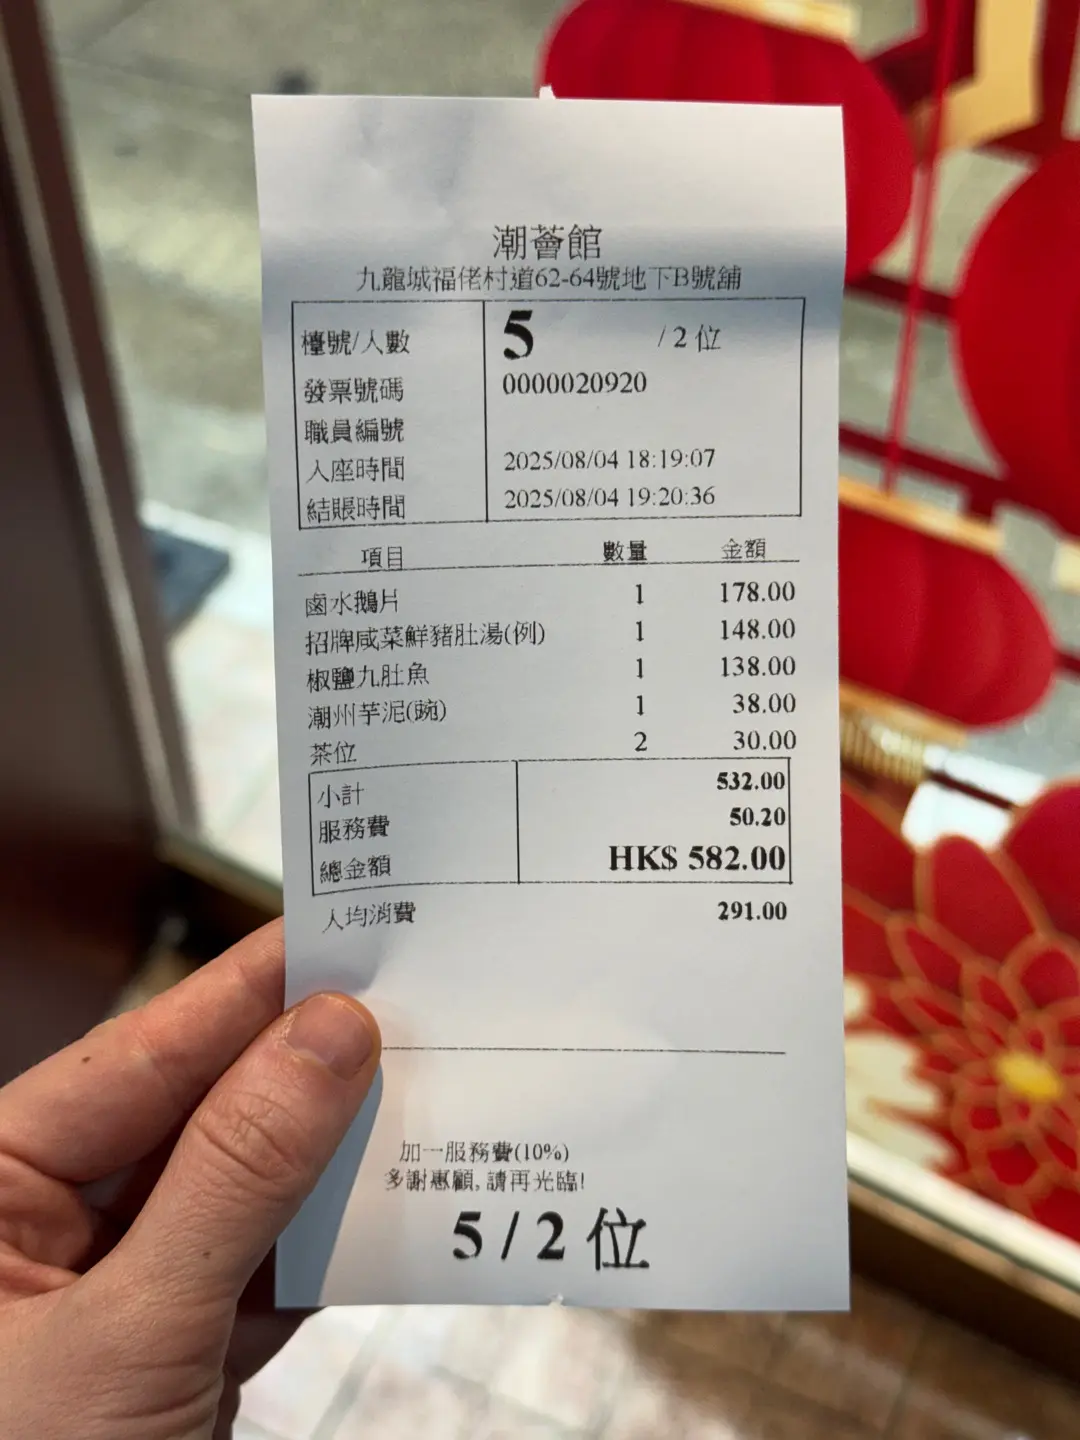 潮薈館
九龍城福佬村道62-64號地下B號舖
檯號/人數 5 / 2 位
發票號碼 0000020920
職員編號
入座時間 2025/08/04 18:19:07
結賬時間 2025/08/04 19:20:36
項目 數量 金額
鹵水鵝片 1 178.00
招牌咸菜鮮豬肚湯(例) 1 148.00
椒鹽九肚魚 1 138.00
潮州芋泥(碗) 1 38.00
茶位 2 30.00
小計 532.00
服務費 50.20
總金額 HK$ 582.00
人均消費 291.00
加一服務費(10%)
多謝惠顧, 請再光臨!
5 / 2 位